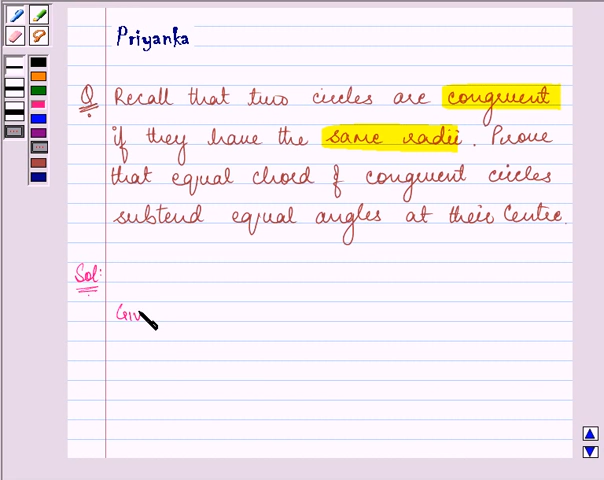 Priyanka
Q Recall that two circles are congruent
if they have the same radii. Prove
that equal chord of congruent circles
subtend equal angles at their Centre.
Sol:
Giv